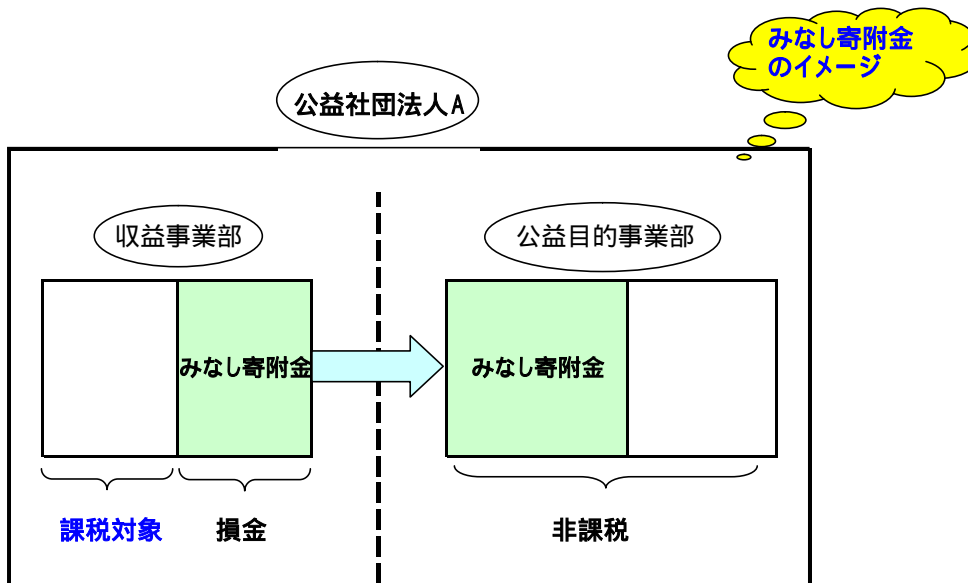 みなし寄附金
のイメージ
公益社団法人A
収益事業部
公益目的事業部
みなし寄附金
みなし寄附金
課税対象
損金
非課税